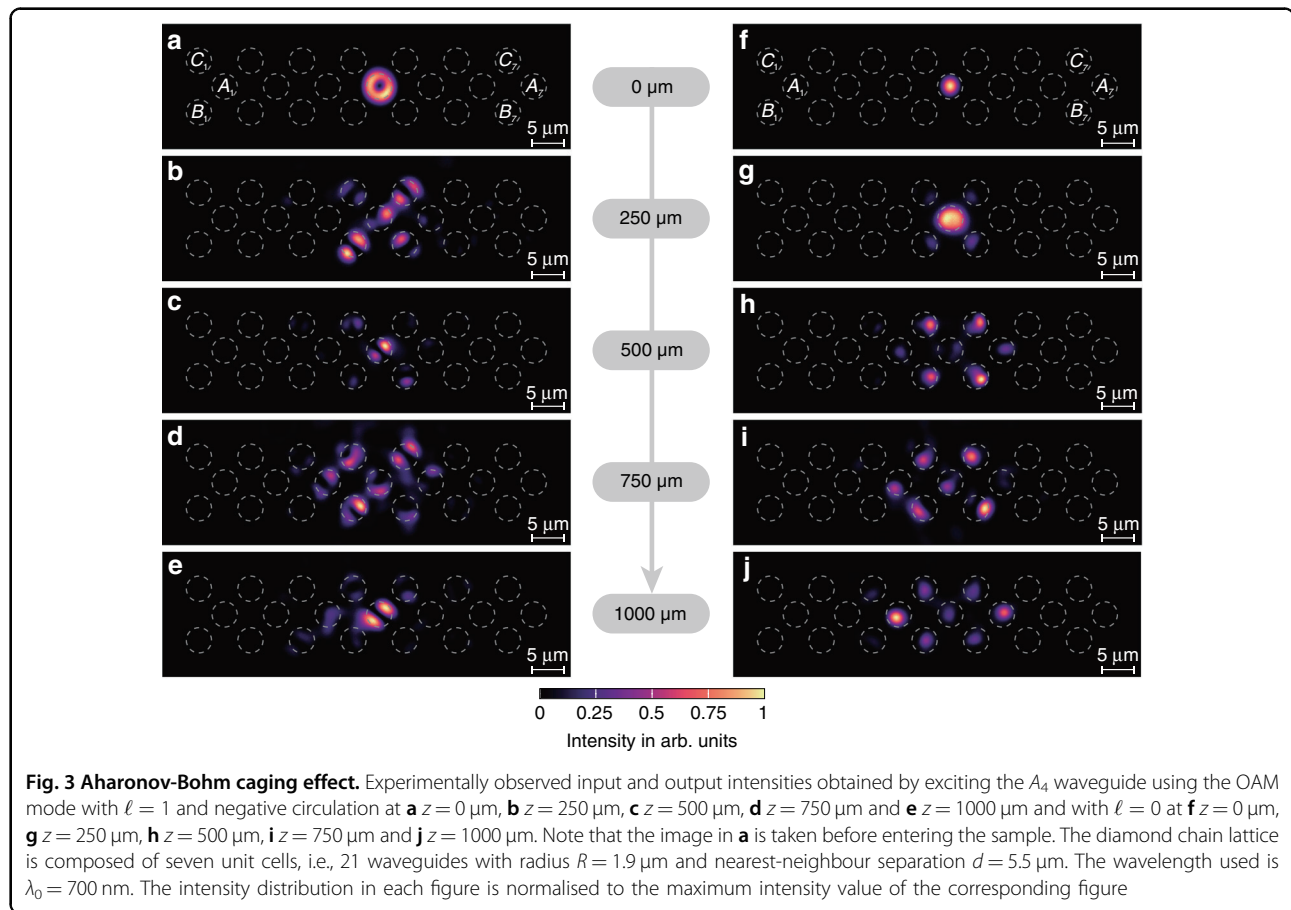 a
C₁
A₁
B₁
C₇
A₇
B₇
5 μm
0 μm
f
C₁
A₁
B₁
C₇
A₇
B₇
5 μm
b
5 μm
250 μm
g
5 μm
c
5 μm
500 μm
h
5 μm
d
5 μm
750 μm
i
5 μm
e
5 μm
1000 μm
j
5 μm
0 0.25 0.5 0.75 1
Intensity in arb. units
Fig. 3 Aharonov-Bohm caging effect. Experimentally observed input and output intensities obtained by exciting the A₄ waveguide using the OAM
mode with ℓ = 1 and negative circulation at a z = 0 μm, b z = 250 μm, c z = 500 μm, d z = 750 μm and e z = 1000 μm and with ℓ = 0 at f z = 0 μm,
g z = 250 μm, h z = 500 μm, i z = 750 μm and j z = 1000 μm. Note that the image in a is taken before entering the sample. The diamond chain lattice
is composed of seven unit cells, i.e., 21 waveguides with radius R = 1.9 μm and nearest-neighbour separation d = 5.5 μm. The wavelength used is
λ₀ = 700 nm. The intensity distribution in each figure is normalised to the maximum intensity value of the corresponding figure